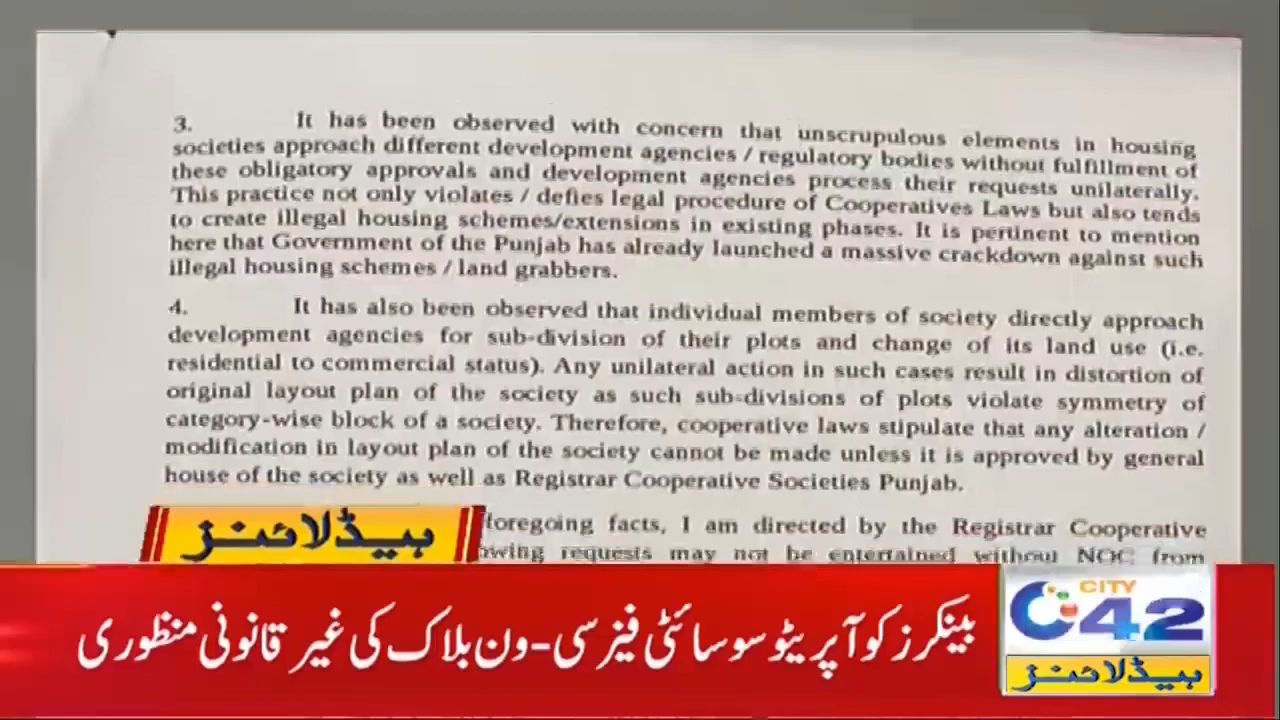 3. It has been observed with concern that unscrupulous elements in housing
societies approach different development agencies / regulatory bodies without fulfillment of
these obligatory approvals and development agencies process their requests unilaterally.
This practice not only violates / defies legal procedure of Cooperatives Laws but also tends
to create illegal housing schemes/extensions in existing phases. It is pertinent to mention
here that Government of the Punjab has already launched a massive crackdown against such
illegal housing schemes / land grabbers.
4. It has also been observed that individual members of society directly approach
development agencies for sub-division of their plots and change of its land use (i.e.
residential to commercial status). Any unilateral action in such cases result in distortion of
original layout plan of the society as such sub-divisions of plots violate symmetry of
category-wise block of a society. Therefore, cooperative laws stipulate that any alteration /
modification in layout plan of the society cannot be made unless it is approved by general
house of the society as well as Registrar Cooperative Societies Punjab.
foregoing facts, I am directed by the Registrar Cooperative
requests may not be entertained without NOC from
ہیڈلائنز
بینکرز کوآپریٹو سوسائٹی فیز سی-ون بلاک کی غیر قانونی منظوری
CITY
42
ہیڈلائنز